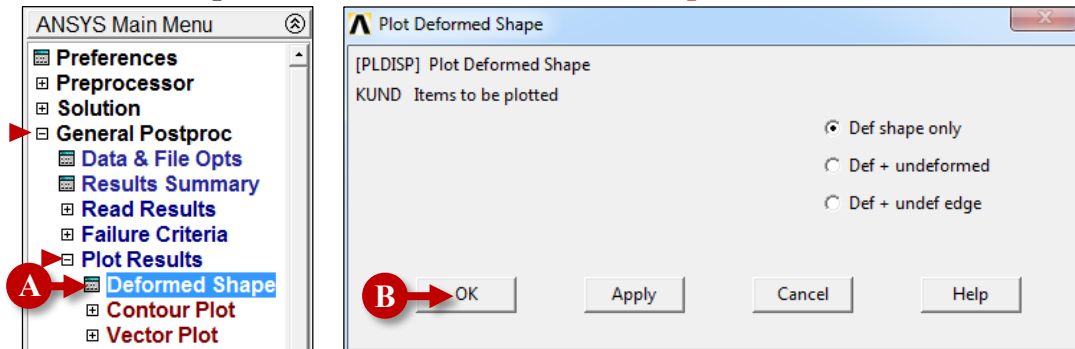 ANSYS Main Menu
Preferences
Preprocessor
Solution
General Postproc
Data & File Opts
Results Summary
Read Results
Failure Criteria
Plot Results
A
Deformed Shape
Contour Plot
Vector Plot
Plot Deformed Shape
[PLDISP] Plot Deformed Shape
KUND Items to be plotted
Def shape only
Def + undeformed
Def + undef edge
B OK Apply Cancel Help